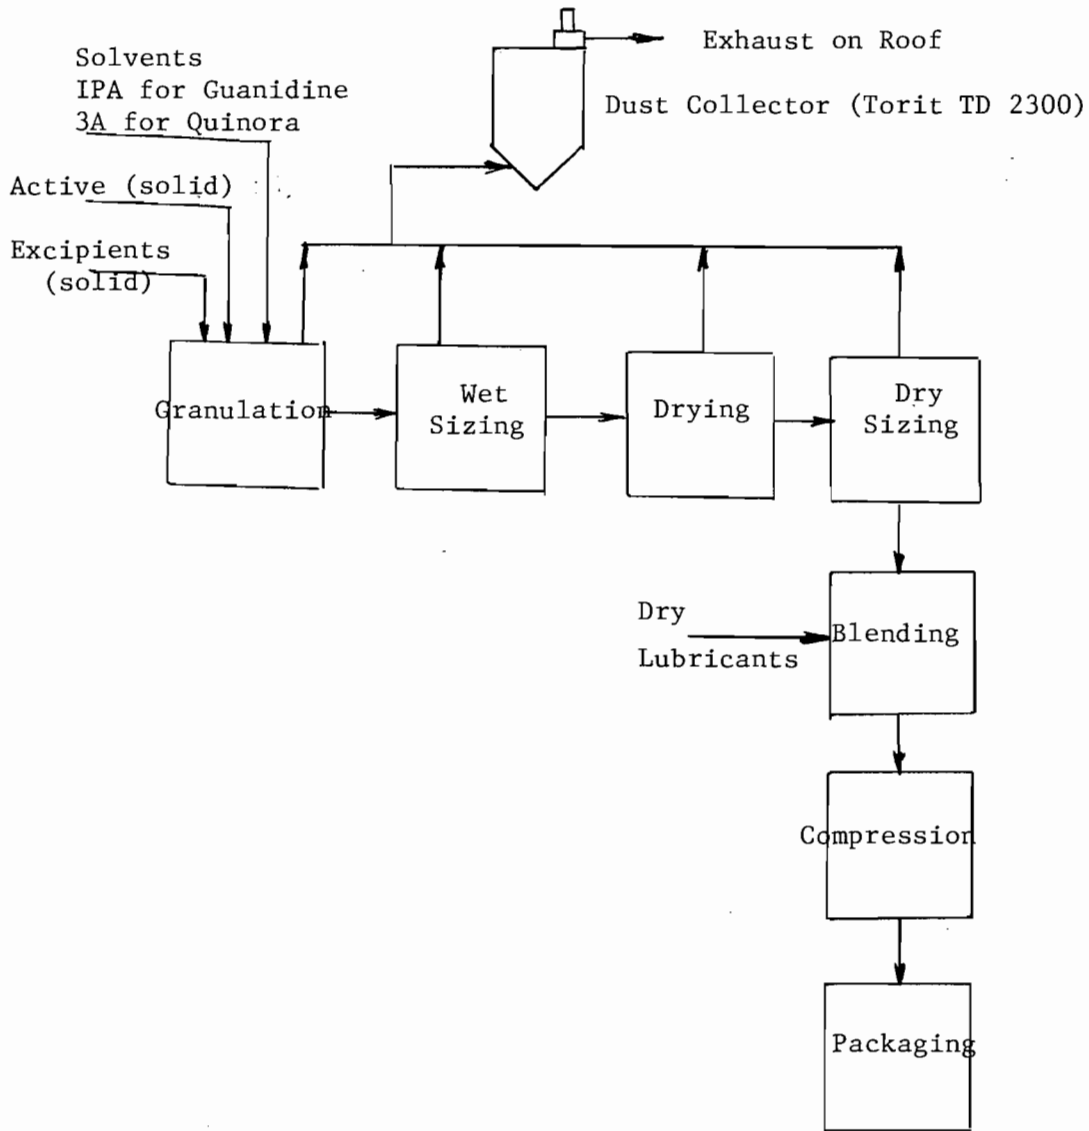 Solvents
IPA for Guanidine
3A for Quinora
Active (solid)
Excipients
(solid)
Exhaust on Roof
Dust Collector (Torit TD 2300)
Granulation
Wet
Sizing
Drying
Dry
Sizing
Dry
Lubricants
Blending
Compression
Packaging